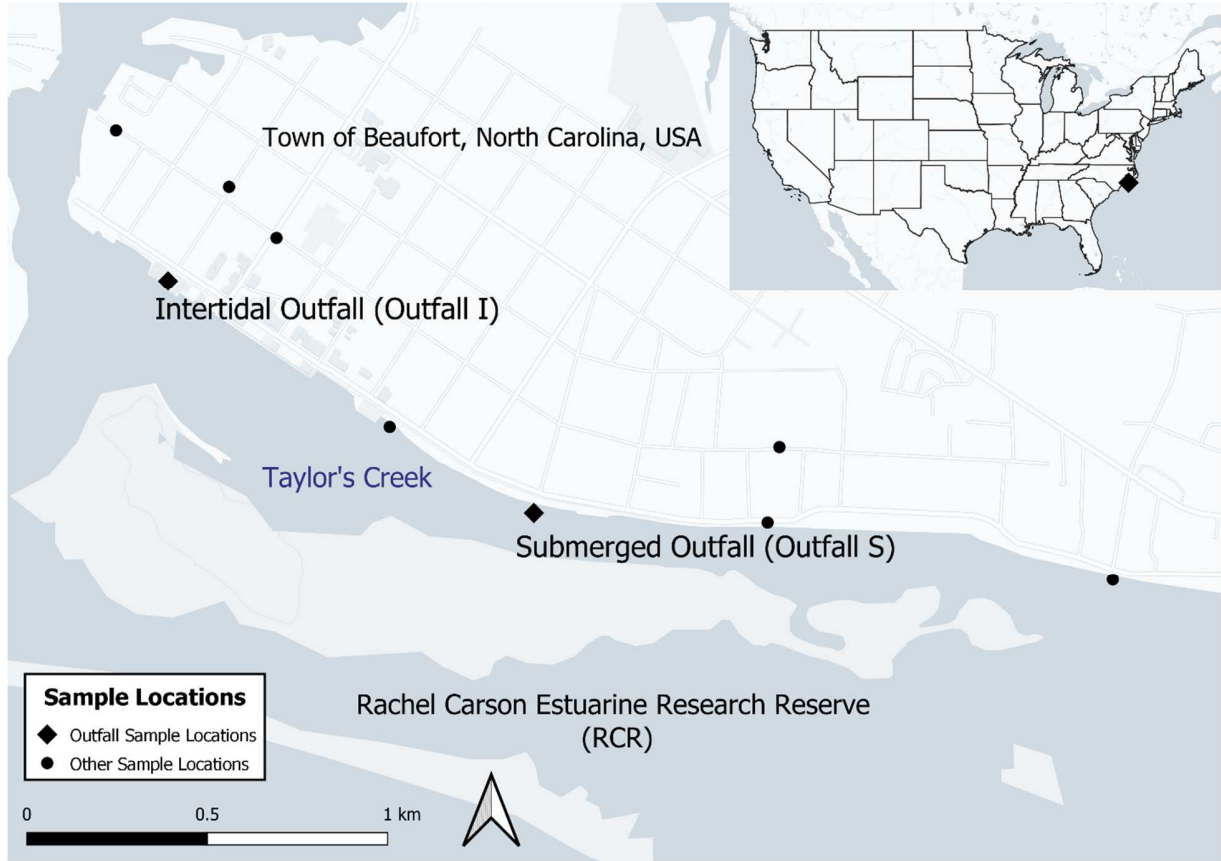 Town of Beaufort, North Carolina, USA
Intertidal Outfall (Outfall I)
Taylor's Creek
Submerged Outfall (Outfall S)
Rachel Carson Estuarine Research Reserve
(RCR)
Sample Locations
Outfall Sample Locations
Other Sample Locations
0 0.5 1 km